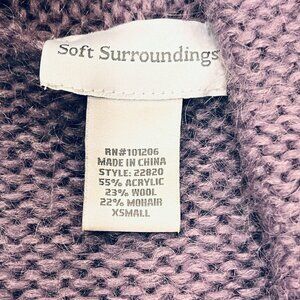 Soft Surroundings
RN#101206
MADE IN CHINA
STYLE: 22820
55% ACRYLIC
23% WOOL
22% MOHAIR
XSMALL